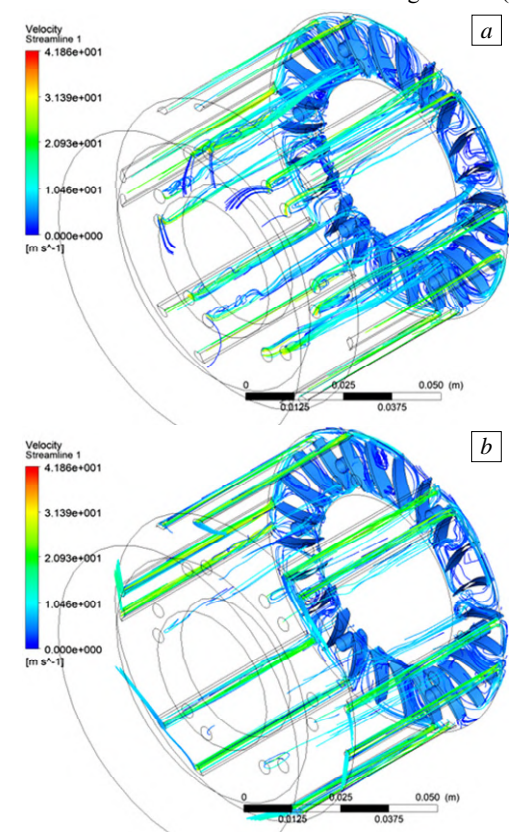 a
Velocity
Streamline 1
4.186e+001
3.139e+001
2.093e+001
1.046e+001
0.000e+000
[m s^-1]
0 0.025 0.050 (m)
0.0125 0.0375
b
Velocity
Streamline 1
4.186e+001
3.139e+001
2.093e+001
1.046e+001
0.000e+000
[m s^-1]
0 0.025 0.050 (m)
0.0125 0.0375